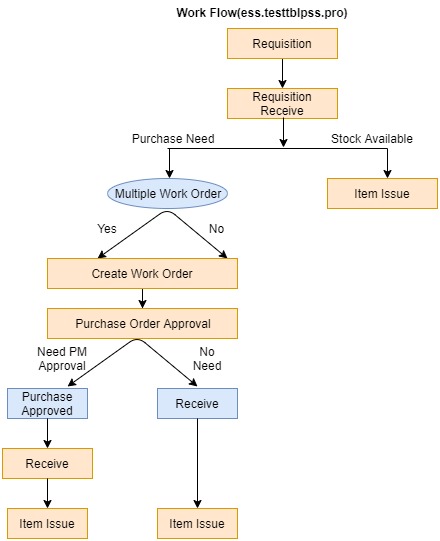 Work Flow(ess.testtblpss.pro)
Requisition
Requisition
Receive
Purchase Need
Stock Available
Multiple Work Order
Item Issue
Yes
No
Create Work Order
Purchase Order Approval
Need PM
Approval
No
Need
Purchase
Approved
Receive
Receive
Item Issue
Item Issue